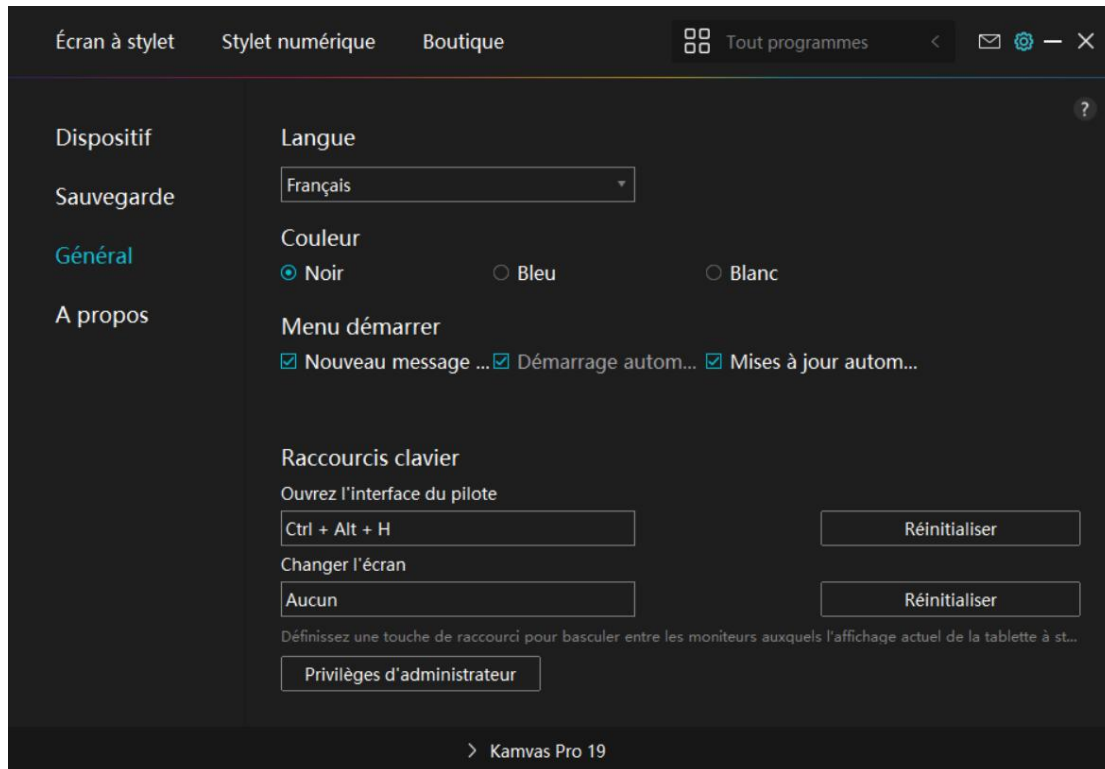 Écran à stylet Stylet numérique Boutique Tout programmes
?
Dispositif
Sauvegarde
Général
A propos
Langue
Français
Couleur
Noir Bleu Blanc
Menu démarrer
Nouveau message ... Démarrage autom... Mises à jour autom...
Raccourcis clavier
Ouvrez l'interface du pilote
Ctrl + Alt + H Réinitialiser
Changer l'écran
Aucun Réinitialiser
Définissez une touche de raccourci pour basculer entre les moniteurs auxquels l'affichage actuel de la tablette à st...
Privilèges d'administrateur
Kamvas Pro 19